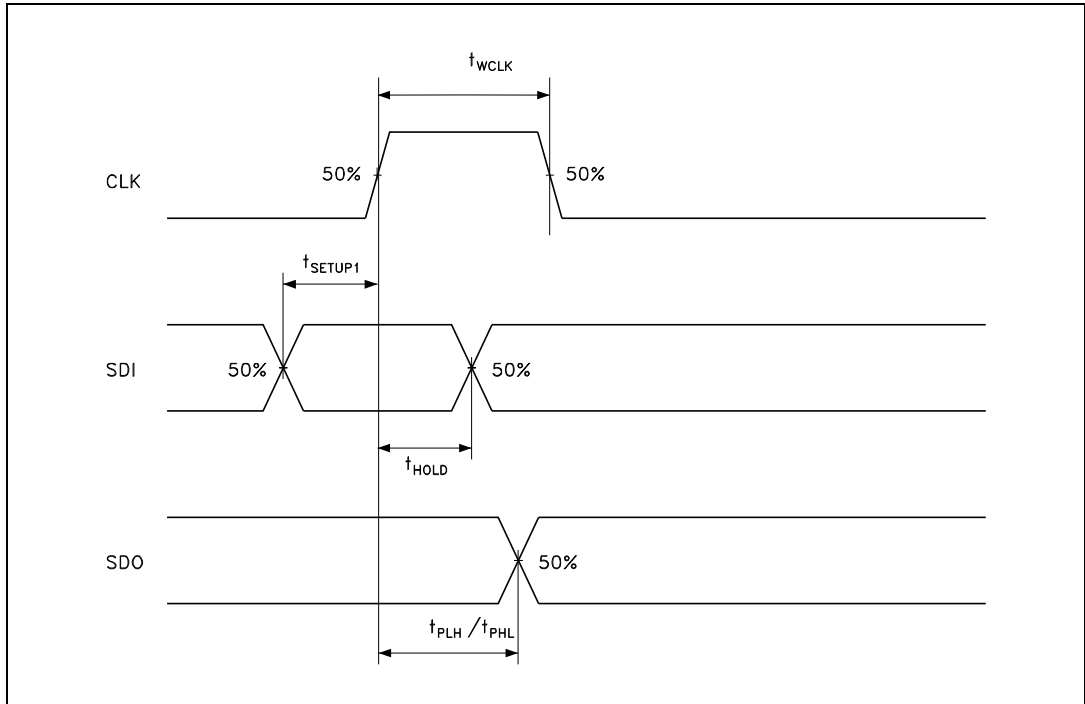 tWCLK
50%
50%
CLK
tSETUP1
50%
50%
SDI
tHOLD
50%
SDO
tPLH /tPHL